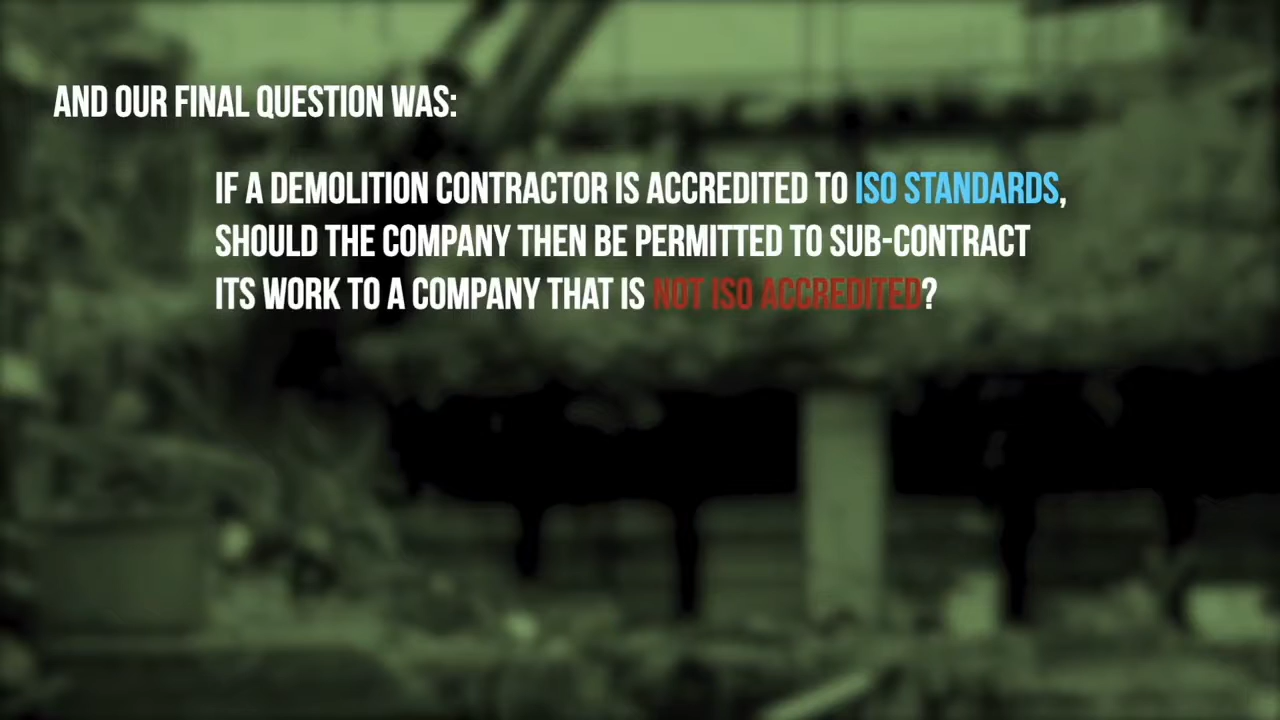 AND OUR FINAL QUESTION WAS:
IF A DEMOLITION CONTRACTOR IS ACCREDITED TO ISO STANDARDS,
SHOULD THE COMPANY THEN BE PERMITTED TO SUB-CONTRACT
ITS WORK TO A COMPANY THAT IS NOT ISO ACCREDITED?